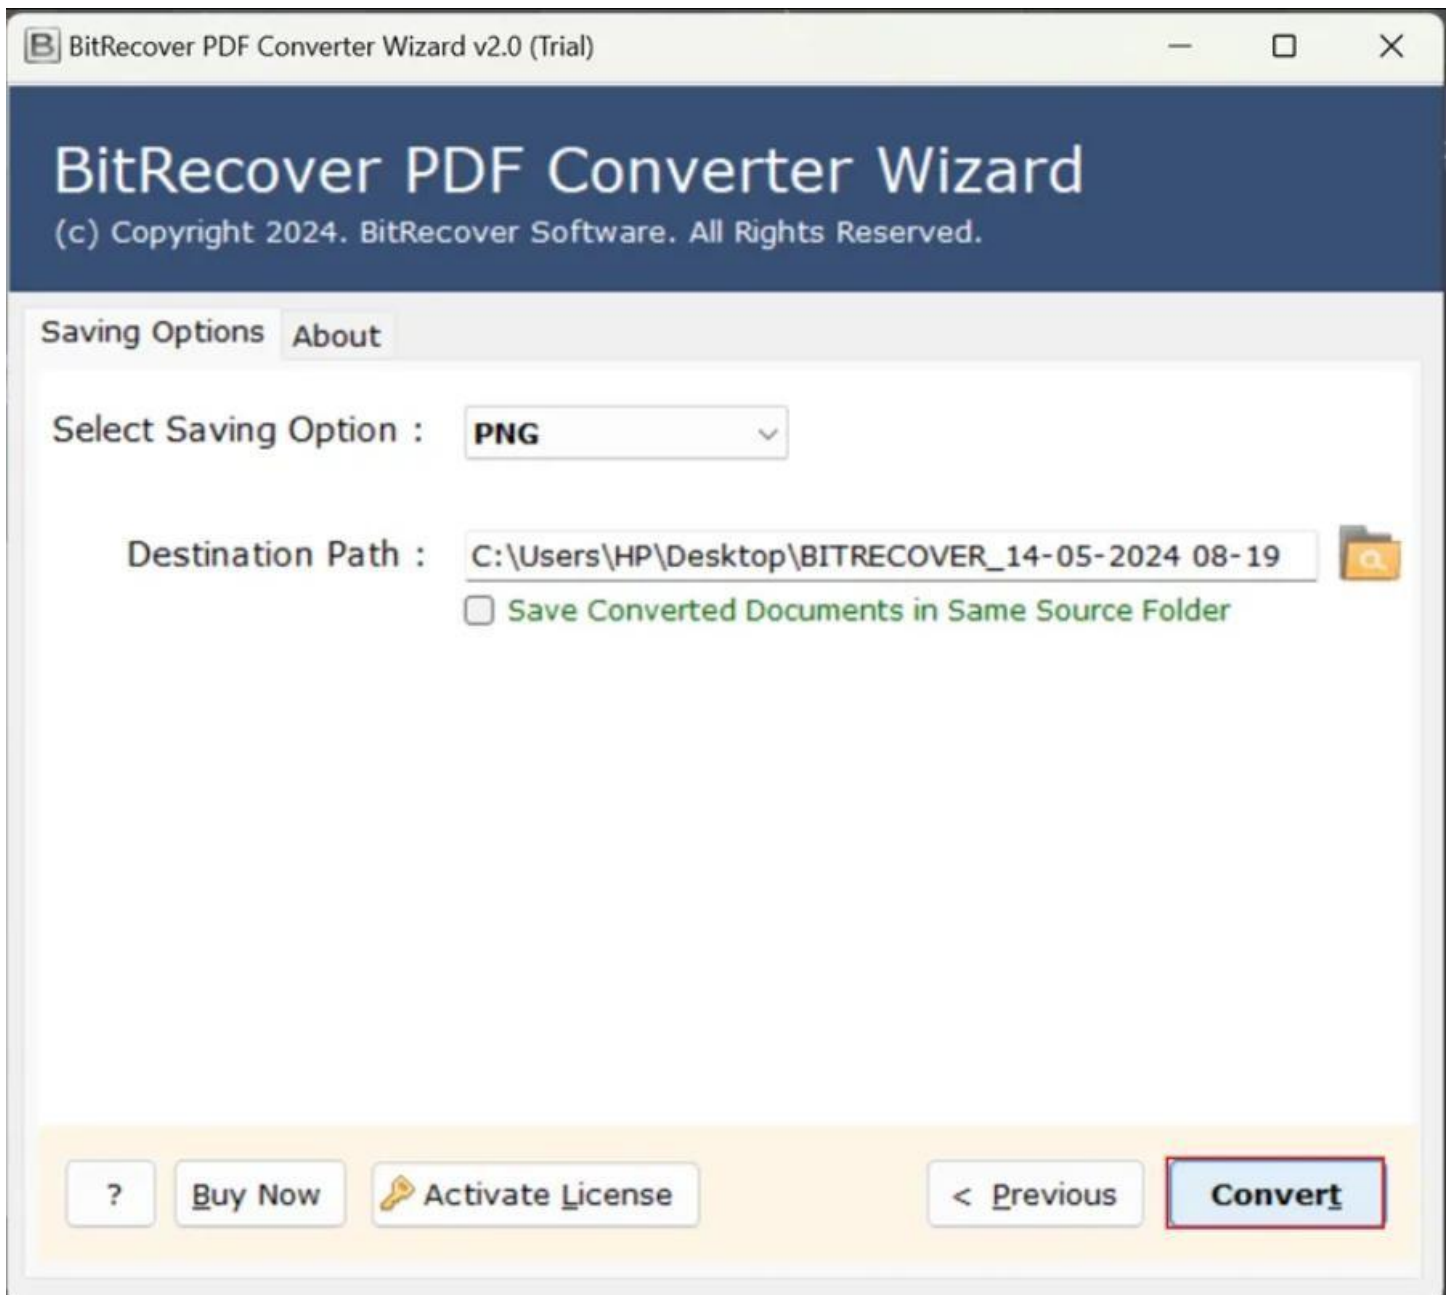 BitRecover PDF Converter Wizard v2.0 (Trial)
BitRecover PDF Converter Wizard
(c) Copyright 2024. BitRecover Software. All Rights Reserved.
Saving Options About
Select Saving Option : PNG
Destination Path : C:\Users\HP\Desktop\BITRECOVER_14-05-2024 08-19
Save Converted Documents in Same Source Folder
? Buy Now Activate License < Previous Convert